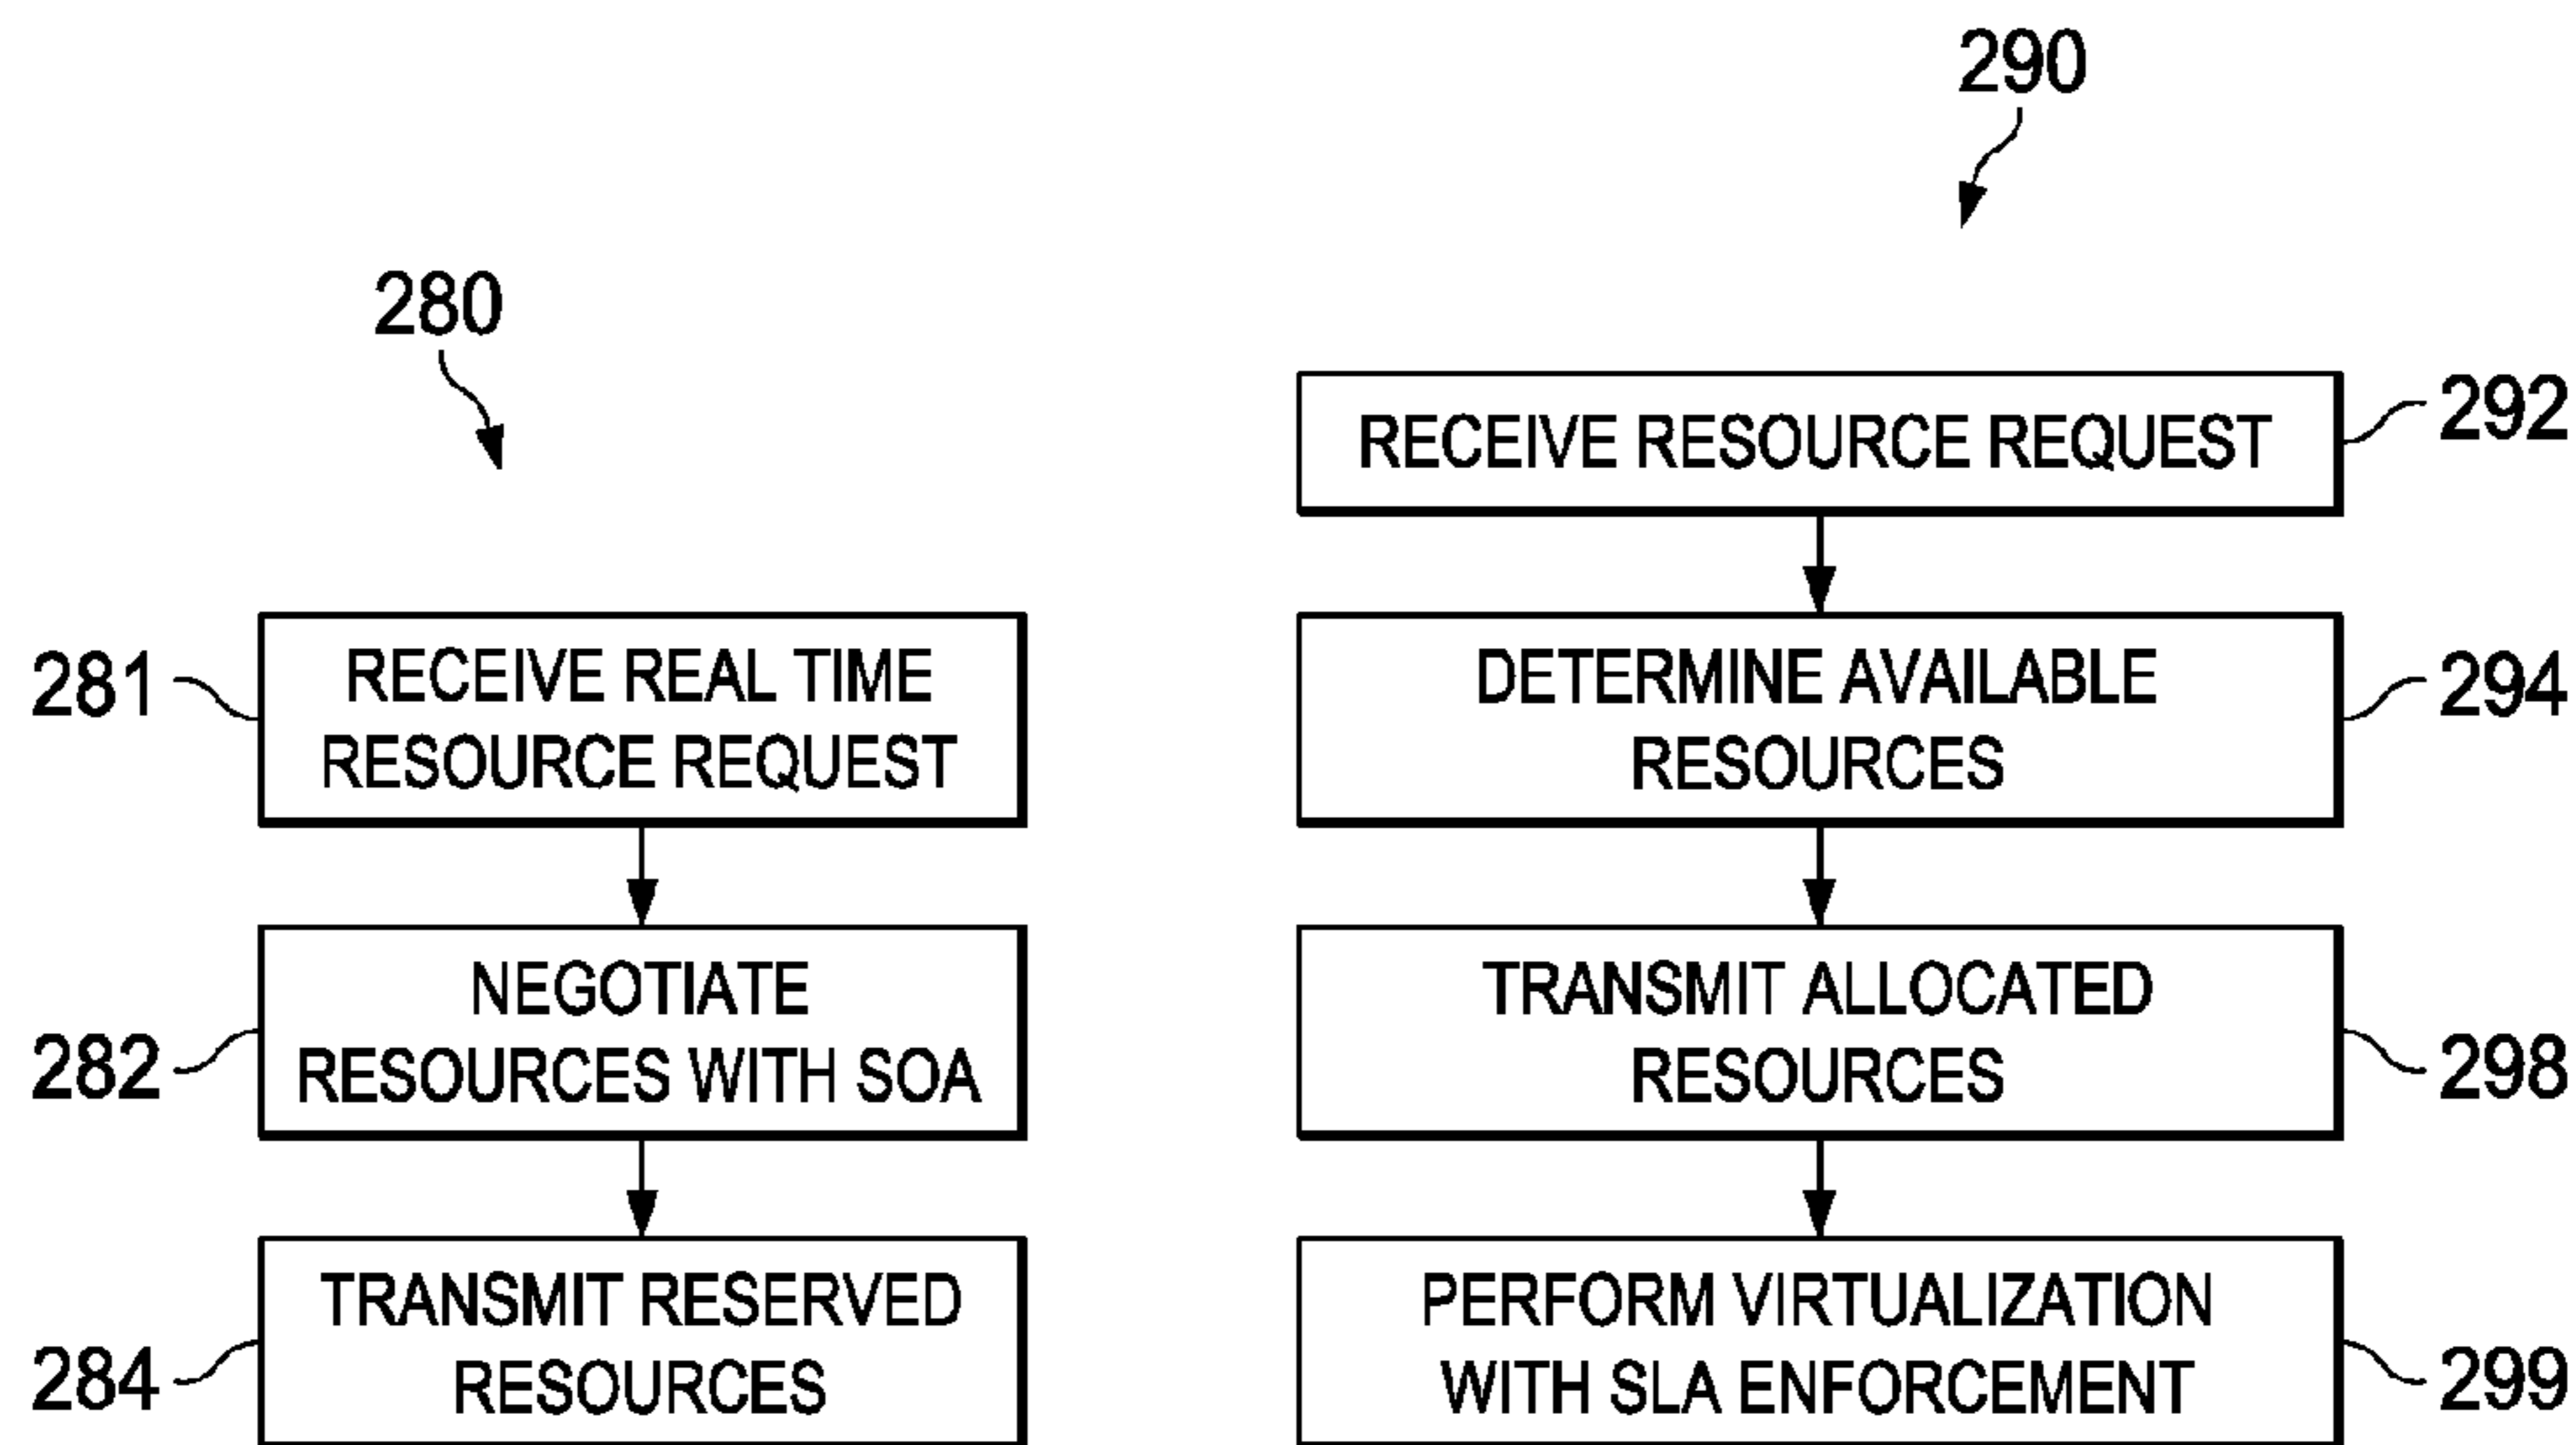 280
281
RECEIVE REAL TIME
RESOURCE REQUEST
282
NEGOTIATE
RESOURCES WITH SOA
284
TRANSMIT RESERVED
RESOURCES
290
RECEIVE RESOURCE REQUEST
292
DETERMINE AVAILABLE
RESOURCES
294
TRANSMIT ALLOCATED
RESOURCES
298
PERFORM VIRTUALIZATION
WITH SLA ENFORCEMENT
299